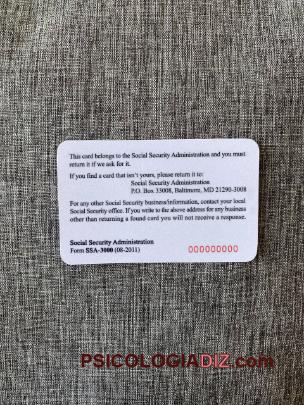 This card belongs to the Social Security Administration and you must
return it if we ask for it.
If you find a card that isn't yours, please return it to:
Social Security Administration
P.O. Box 33008, Baltimore, MD 21290-3008
For any other Social Security business/information, contact your local
Social Security office. If you write to the above address for any business
other than returning a found card you will not receive a response.
Social Security Administration
Form SSA-3000 (08-2011)
000000000
PSICOLOGIADIZ.com